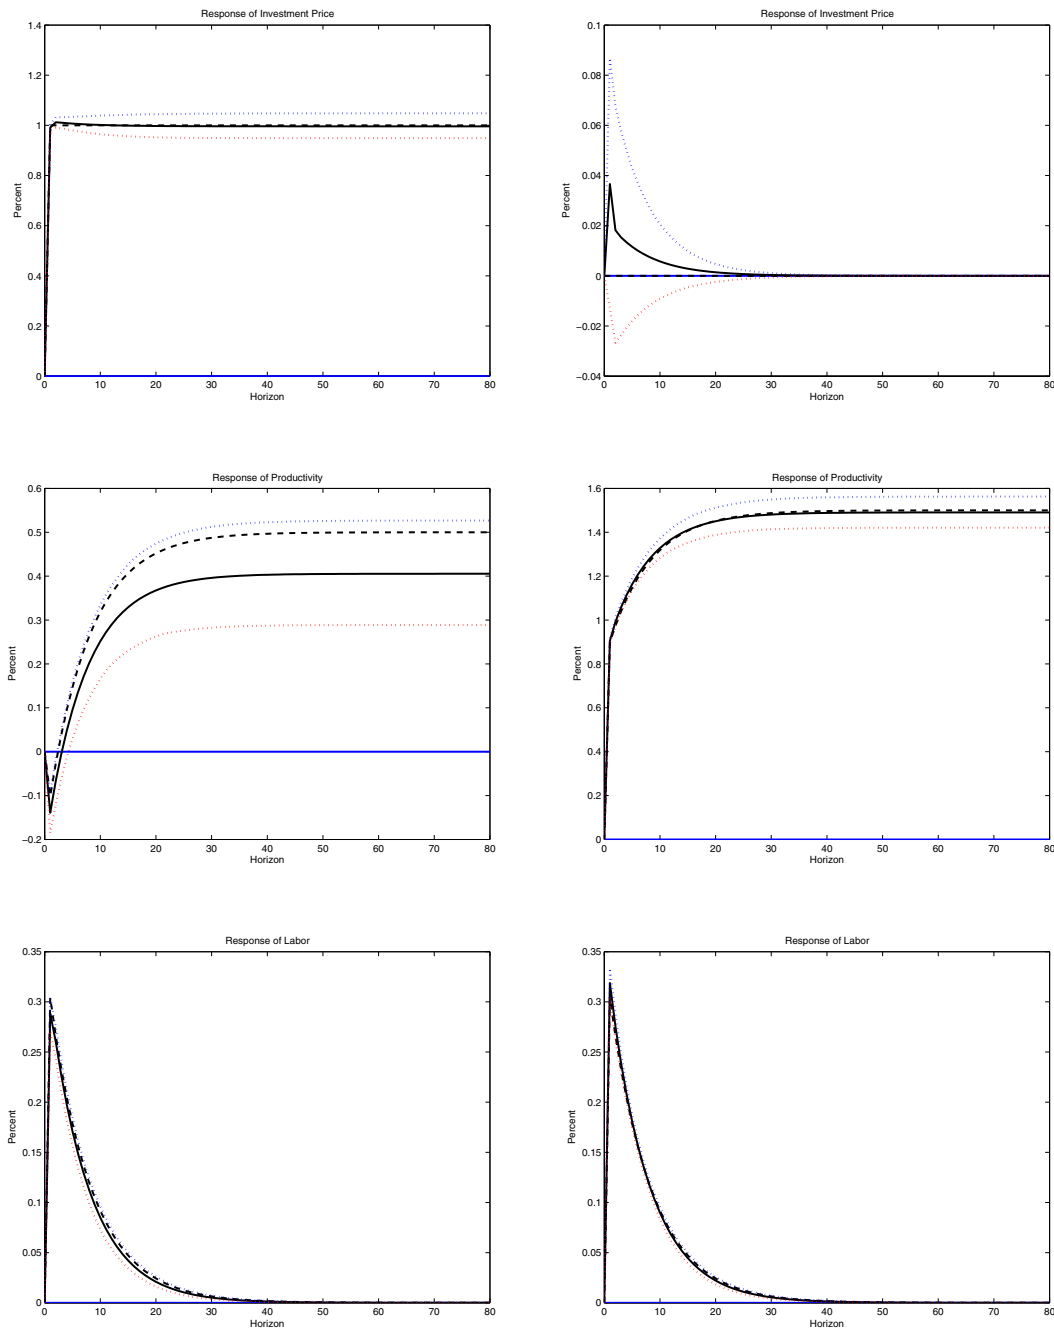 Response of Investment Price
1.4
1.2
1
0.8
0.6
0.4
0.2
0
Percent
0 10 20 30 40 50 60 70 80
Horizon
Response of Investment Price
0.1
0.08
0.06
0.04
0.02
0
−0.02
−0.04
Percent
0 10 20 30 40 50 60 70 80
Horizon
Response of Productivity
0.6
0.5
0.4
0.3
0.2
0.1
0
−0.1
−0.2
Percent
0 10 20 30 40 50 60 70 80
Horizon
Response of Productivity
1.6
1.4
1.2
1
0.8
0.6
0.4
0.2
0
Percent
0 10 20 30 40 50 60 70 80
Horizon
Response of Labor
0.35
0.3
0.25
0.2
0.15
0.1
0.05
0
Percent
0 10 20 30 40 50 60 70 80
Horizon
Response of Labor
0.35
0.3
0.25
0.2
0.15
0.1
0.05
0
Percent
0 10 20 30 40 50 60 70 80
Horizon